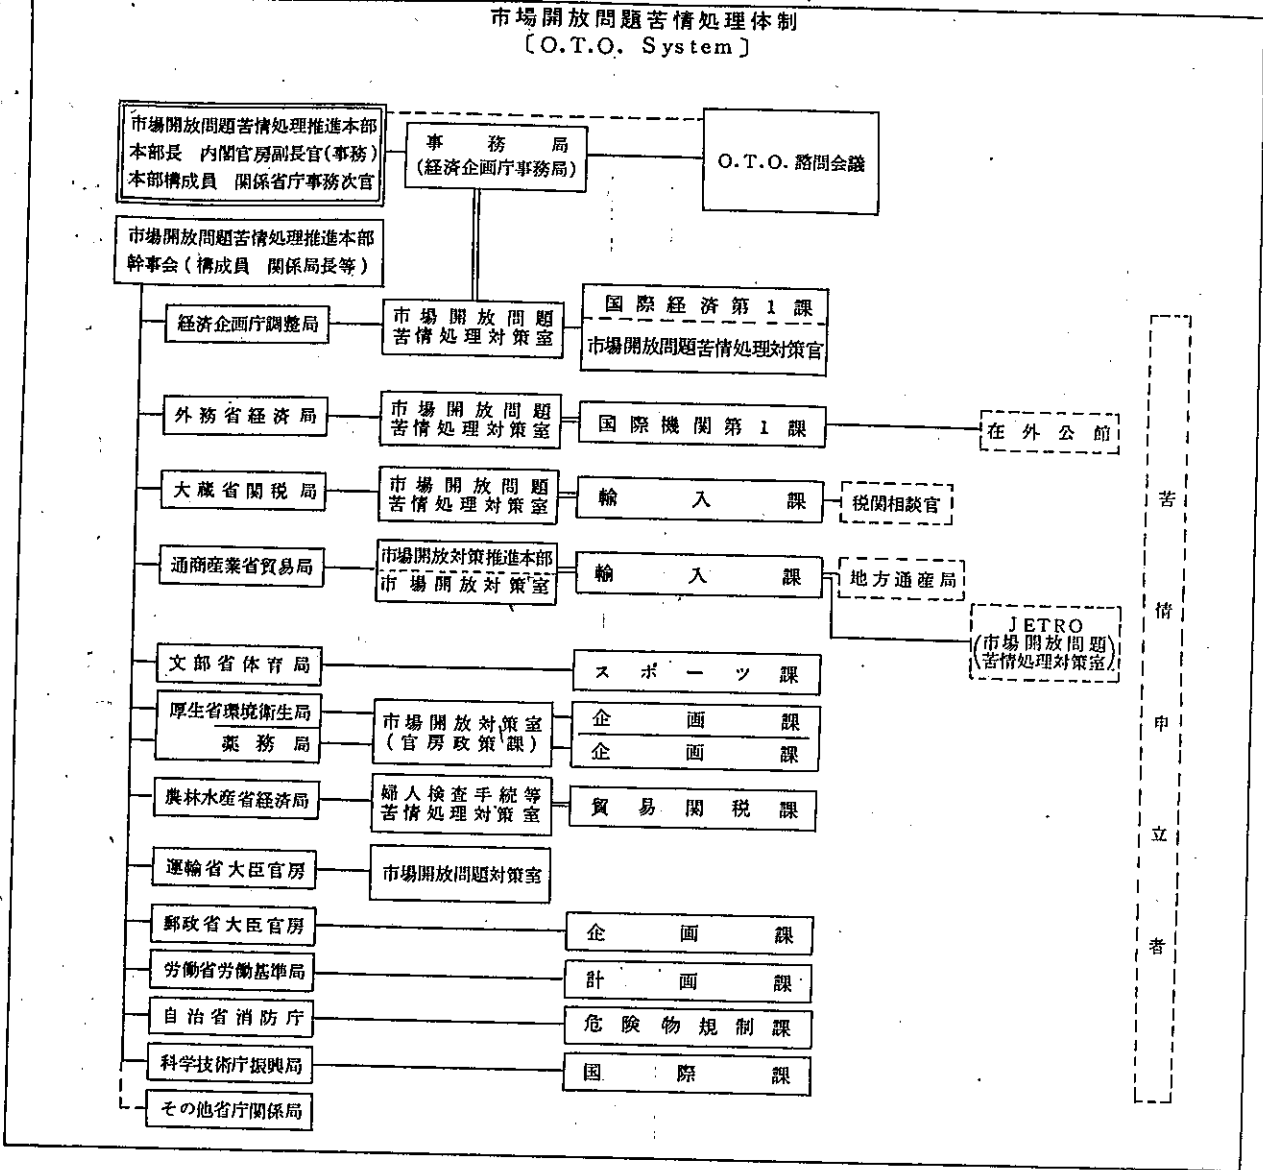 市場開放問題苦情処理体制
〔O.T.O. System〕
市場開放問題苦情処理推進本部
本部長 内閣官房副長官(事務)
本部構成員 関係省庁事務次官
事務局
(経済企画庁事務局)
O.T.O. 諮問会議
市場開放問題苦情処理推進本部
幹事会(構成員 関係局長等)
経済企画庁調整局
市場開放問題
苦情処理対策室
国際経済第1課
市場開放問題苦情処理対策官
外務省経済局
市場開放問題
苦情処理対策室
国際機関第1課
在外公館
大蔵省関税局
市場開放問題
苦情処理対策室
輸入課
税関相談官
通商産業省貿易局
市場開放対策推進本部
市場開放対策室
輸入課
地方通産局
JETRO
(市場開放問題
苦情処理対策室)
文部省体育局
スポーツ課
厚生省環境衛生局
薬務局
市場開放対策室
(官房政策課)
企画課
企画課
農林水産省経済局
婦人検査手続等
苦情処理対策室
貿易関税課
運輸省大臣官房
市場開放問題対策室
郵政省大臣官房
企画課
労働省労働基準局
計画課
自治省消防庁
危険物規制課
科学技術庁振興局
国際課
その他省庁関係局
苦情申立者